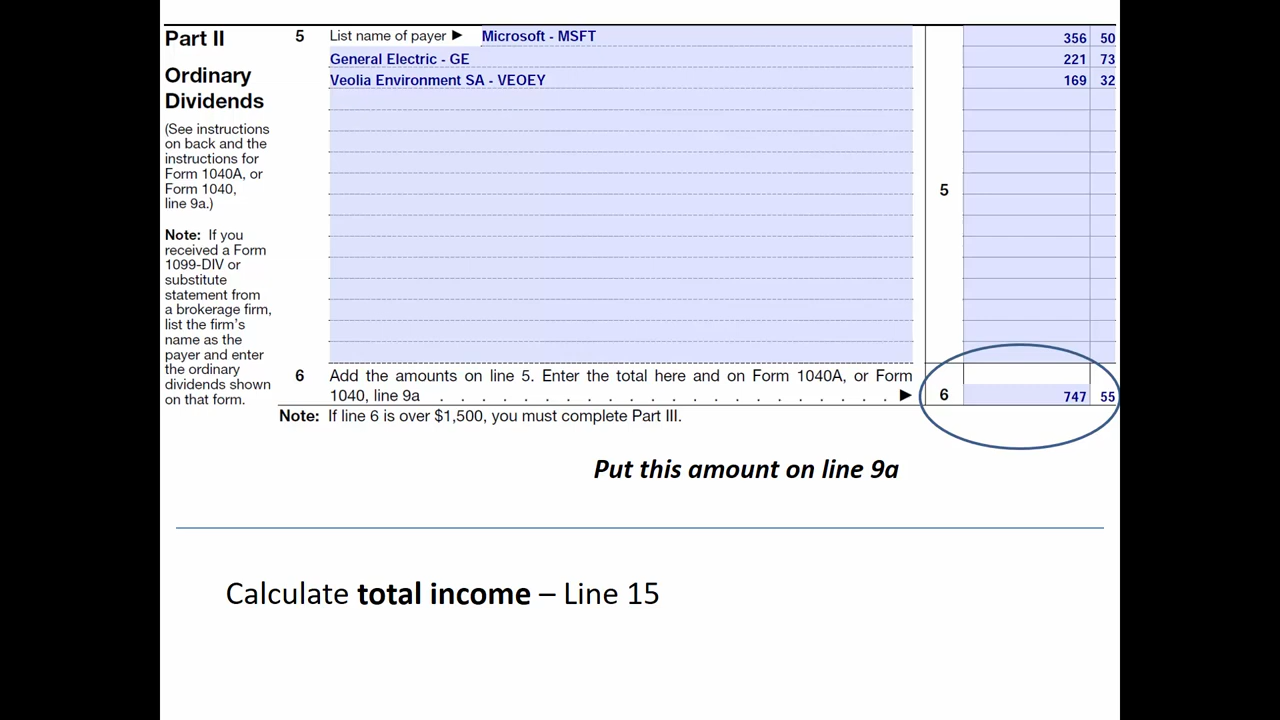 Part II
Ordinary
Dividends
(See instructions
on back and the
instructions for
Form 1040A, or
Form 1040,
line 9a.)
Note: If you
received a Form
1099-DIV or
substitute
statement from
a brokerage firm,
list the firm's
name as the
payer and enter
the ordinary
dividends shown
on that form.
5 List name of payer ► Microsoft - MSFT 356 50
General Electric - GE 221 73
Veolia Environment SA - VEOEY 169 32
5
6 Add the amounts on line 5. Enter the total here and on Form 1040A, or Form
1040, line 9a . . . . . . . . . . . . . . . . . . . . . . ► 6 747 55
Note: If line 6 is over $1,500, you must complete Part III.
Put this amount on line 9a
Calculate total income – Line 15